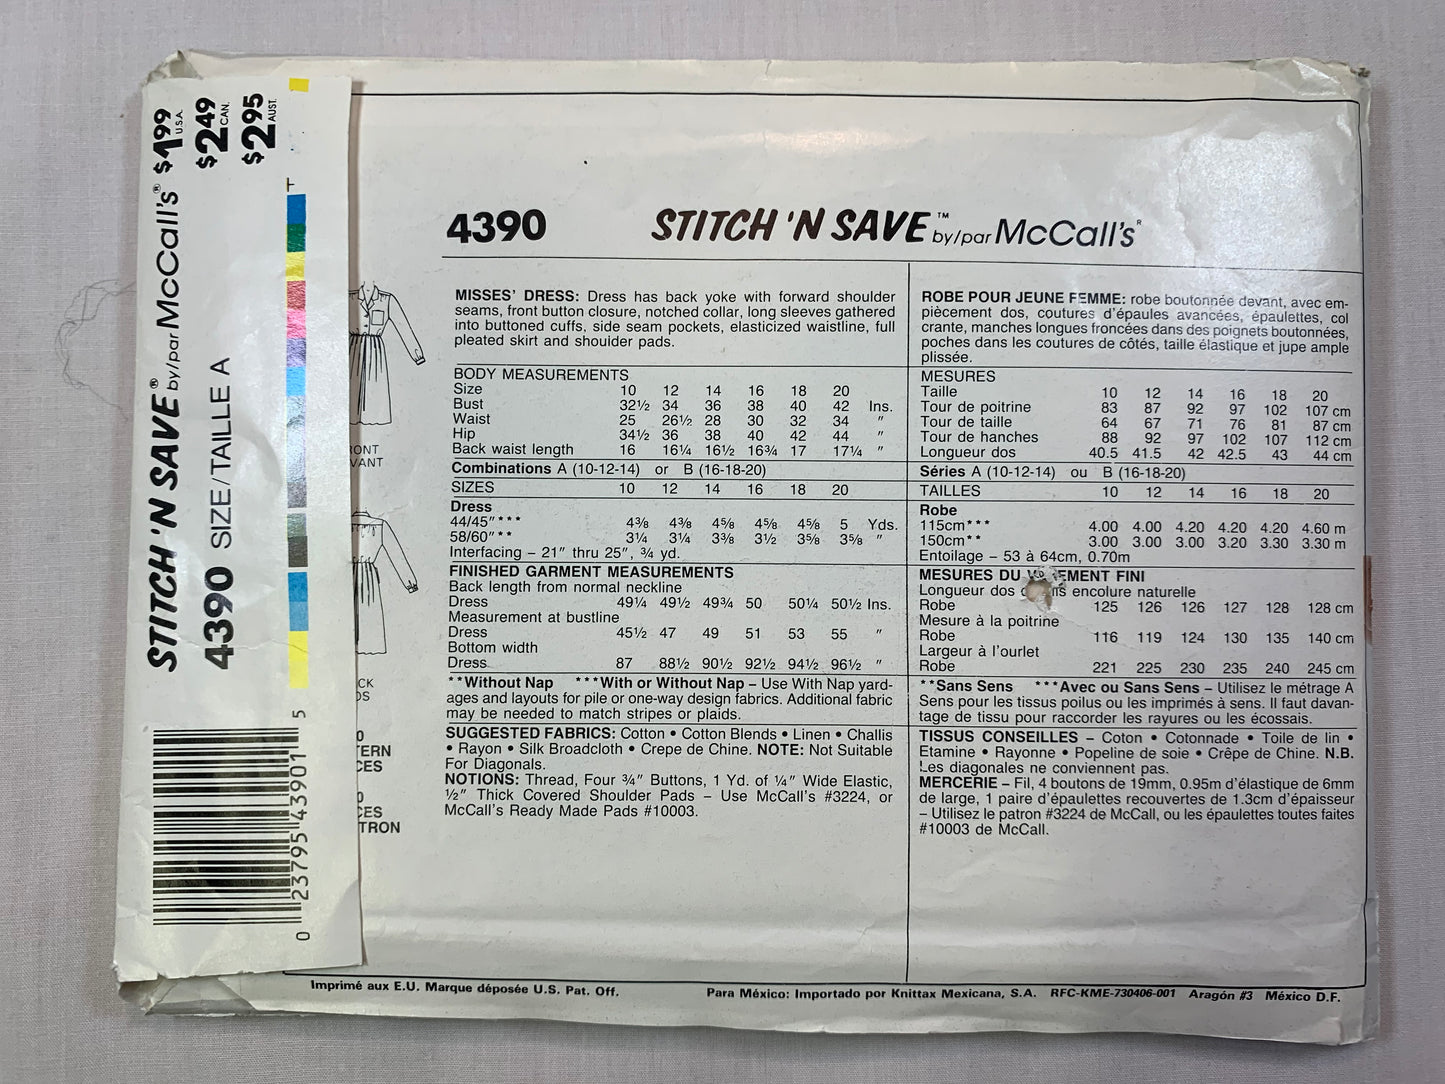 STITCH 'N SAVE® by/par McCall's® $1.99 U.S.A.
$2.49 CAN.
$2.95 AUST.
4390 SIZE/TAILLE A
0 23795 43901 5
4390 STITCH 'N SAVE™ by/par McCall's®
MISSES' DRESS: Dress has back yoke with forward shoulder
seams, front button closure, notched collar, long sleeves gathered
into buttoned cuffs, side seam pockets, elasticized waistline, full
pleated skirt and shoulder pads.
BODY MEASUREMENTS
Size 10 12 14 16 18 20
Bust 32½ 34 36 38 40 42 Ins.
Waist 25 26½ 28 30 32 34 "
Hip 34½ 36 38 40 42 44 "
Back waist length 16 16¼ 16½ 16¾ 17 17¼ "
Combinations A (10-12-14) or B (16-18-20)
SIZES 10 12 14 16 18 20
Dress
44/45"*** 4⅜ 4⅜ 4⅝ 4⅝ 4⅝ 5 Yds.
58/60"** 3¼ 3¼ 3⅜ 3½ 3⅝ 3⅝ "
Interfacing – 21" thru 25", ¾ yd.
FINISHED GARMENT MEASUREMENTS
Back length from normal neckline
Dress 49¼ 49½ 49¾ 50 50¼ 50½ Ins.
Measurement at bustline
Dress 45½ 47 49 51 53 55 "
Bottom width
Dress 87 88½ 90½ 92½ 94½ 96½ "
**Without Nap ***With or Without Nap – Use With Nap yard-
ages and layouts for pile or one-way design fabrics. Additional fabric
may be needed to match stripes or plaids.
SUGGESTED FABRICS: Cotton • Cotton Blends • Linen • Challis
• Rayon • Silk Broadcloth • Crepe de Chine. NOTE: Not Suitable
For Diagonals.
NOTIONS: Thread, Four ¾" Buttons, 1 Yd. of ¼" Wide Elastic,
½" Thick Covered Shoulder Pads – Use McCall's #3224, or
McCall's Ready Made Pads #10003.
ROBE POUR JEUNE FEMME: robe boutonnée devant, avec em-
piècement dos, coutures d'épaules avancées, épaulettes, col
crante, manches longues froncées dans des poignets boutonnées,
poches dans les coutures de côtés, taille élastique et jupe ample
plissée.
MESURES
Taille 10 12 14 16 18 20
Tour de poitrine 83 87 92 97 102 107 cm
Tour de taille 64 67 71 76 81 87 cm
Tour de hanches 88 92 97 102 107 112 cm
Longueur dos 40.5 41.5 42 42.5 43 44 cm
Séries A (10-12-14) ou B (16-18-20)
TAILLES 10 12 14 16 18 20
Robe
115cm*** 4.00 4.00 4.20 4.20 4.20 4.60 m
150cm** 3.00 3.00 3.00 3.20 3.30 3.30 m
Entoilage – 53 à 64cm, 0.70m
MESURES DU FINI
Longueur dos encolure naturelle
Robe 125 126 126 127 128 128 cm
Mesure à la poitrine
Robe 116 119 124 130 135 140 cm
Largeur à l'ourlet
Robe 221 225 230 235 240 245 cm
**Sans Sens ***Avec ou Sans Sens – Utilisez le métrage A
Sens pour les tissus poilus ou les imprimés à sens. Il faut davan-
tage de tissu pour raccorder les rayures ou les écossais.
TISSUS CONSEILLES – Coton • Cotonnade • Toile de lin •
Etamine • Rayonne • Popeline de soie • Crêpe de Chine. N.B.
Les diagonales ne conviennent pas.
MERCERIE – Fil, 4 boutons de 19mm, 0.95m d'élastique de 6mm
de large, 1 paire d'épaulettes recouvertes de 1.3cm d'épaisseur
– Utilisez le patron #3224 de McCall, ou les épaulettes toutes faites
#10003 de McCall.
Imprimé aux E.U. Marque déposée U.S. Pat. Off.
Para México: Importado por Knittax Mexicana, S.A. RFC-KME-730406-001 Aragón #3 México D.F.